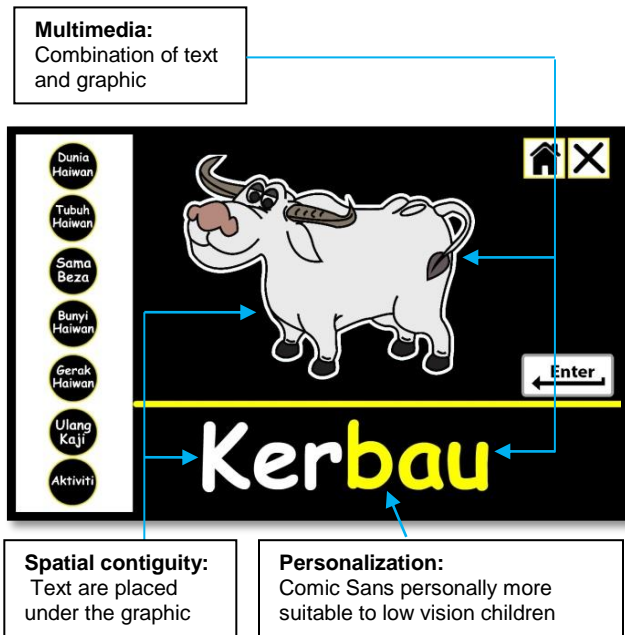 Multimedia:
Combination of text
and graphic
Dunia
Haiwan
Tubuh
Haiwan
Sama
Beza
Bunyi
Haiwan
Gerak
Haiwan
Ulang
Kaji
Aktiviti
Enter
Kerbau
Spatial contiguity:
Text are placed
under the graphic
Personalization:
Comic Sans personally more
suitable to low vision children